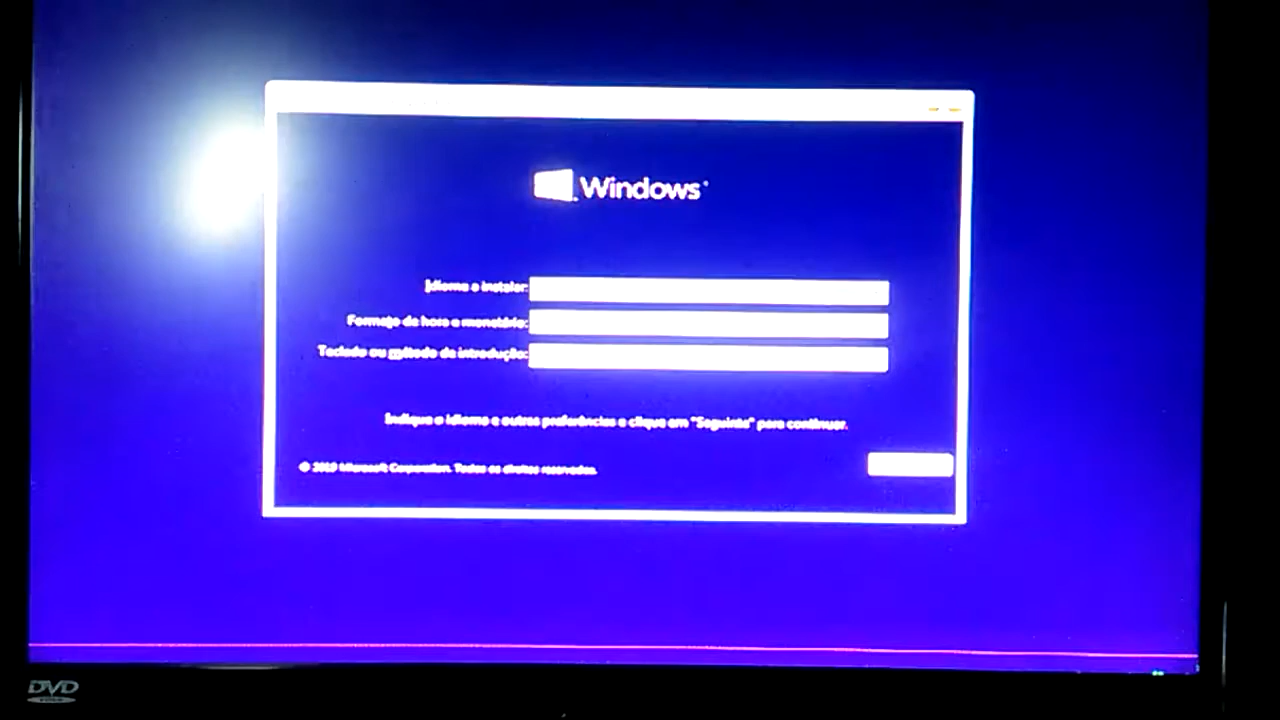 Windows
Idioma a instalar:
Formato de hora e monetário:
Teclado ou método de introdução:
Indique o idioma e outras preferências e clique em "Seguinte" para continuar.
© 2019 Microsoft Corporation. Todos os direitos reservados.
DVD